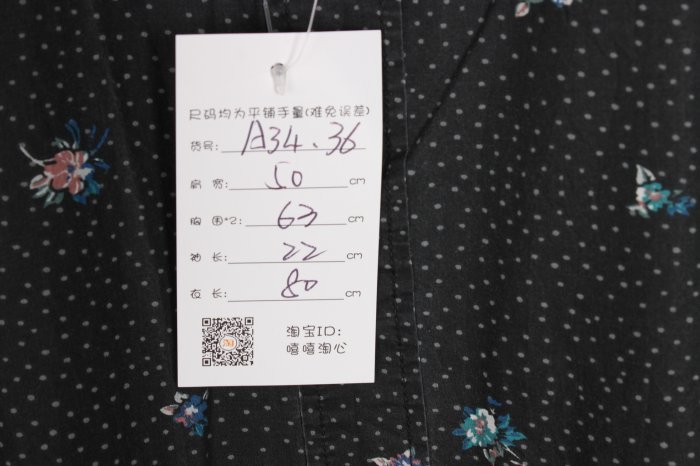 尺码均为平铺手量(难免误差)
货号: A34.36
肩 宽: 50 cm
胸 围*2: 63 cm
袖 长: 22 cm
衣 长: 80 cm
淘宝ID:
嘻嘻淘心